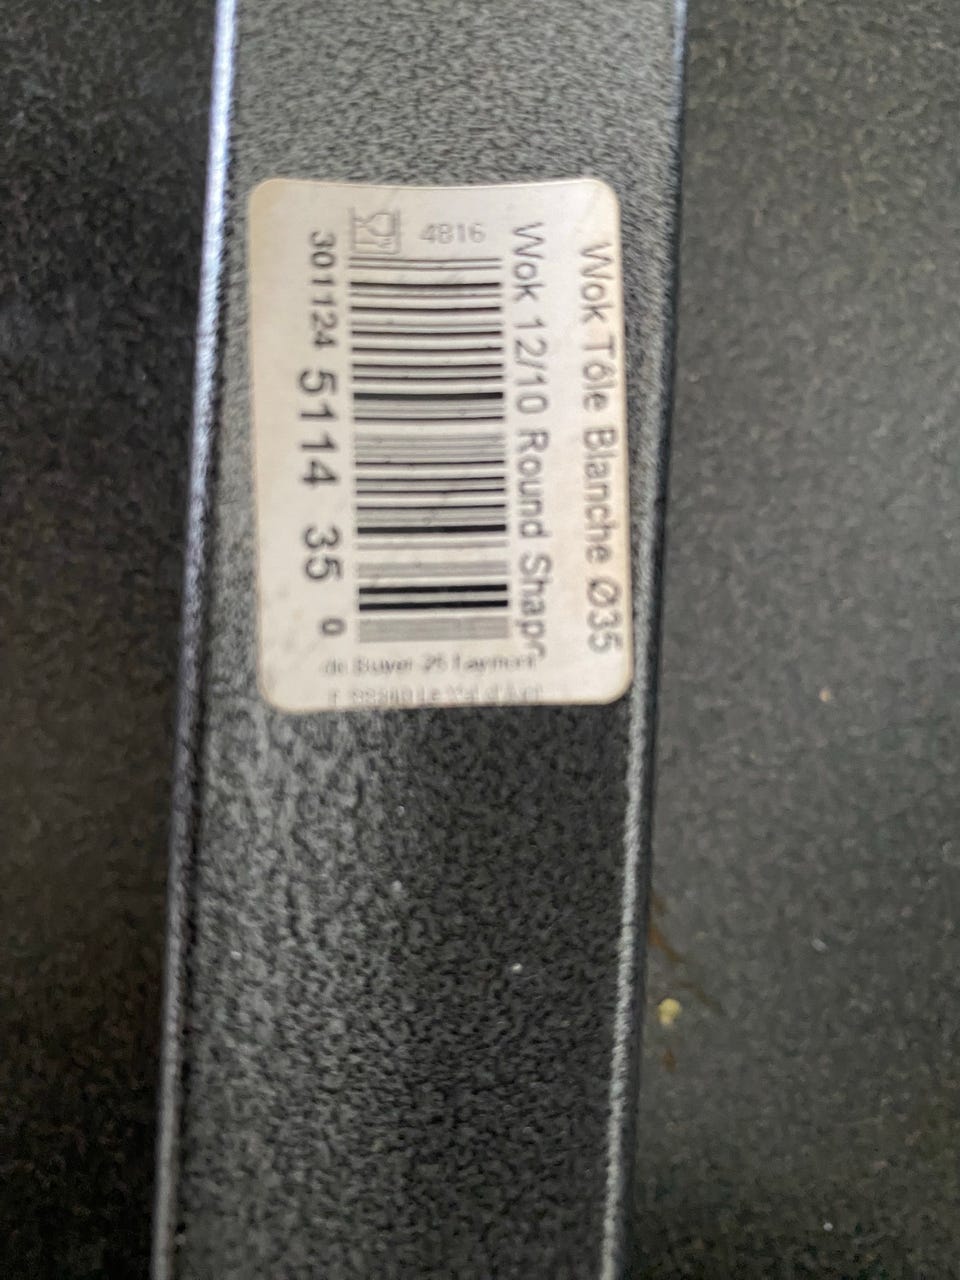 Wok Tôle Blanche Ø35
Wok 12/10 Round Shape
4B16
301124 5114 35 0
de Buyer 25 Faymont
88340 Le Val d'Ajol